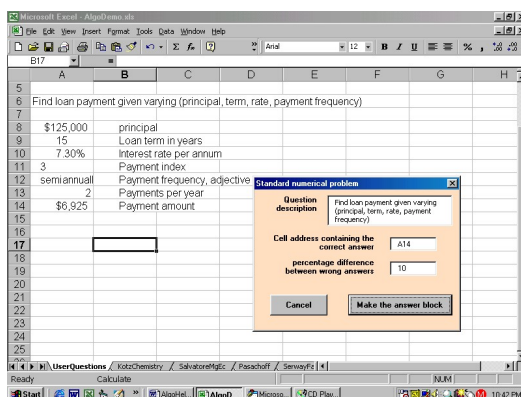 Microsoft Excel - AlgoDemo.xls
File Edit View Insert Format Tools Data Window Help
Arial 12 B I U % ,
B17 =
A B C D E F G H
5
6 Find loan payment given varying (principal, term, rate, payment frequency)
7
8 $125,000 principal
9 15 Loan term in years
10 7.30% Interest rate per annum
11 3 Payment index
12 semiannuall Payment frequency, adjective
13 2 Payments per year
14 $6,925 Payment amount
15
16
17
18
19
20
21
22
23
24
25
Standard numerical problem
Question description
Find loan payment given varying
(principal, term, rate, payment
frequency)
Cell address containing the
correct answer A14
percentage difference
between wrong answers 10
Cancel Make the answer block
UserQuestions / KotzChemistry / SalvatoreMgEc / Pasachoff / SerwayFa
Ready Calculate NUM
Start AlgoHel... AlgoD... Microso... CD Play... 10:42 PM